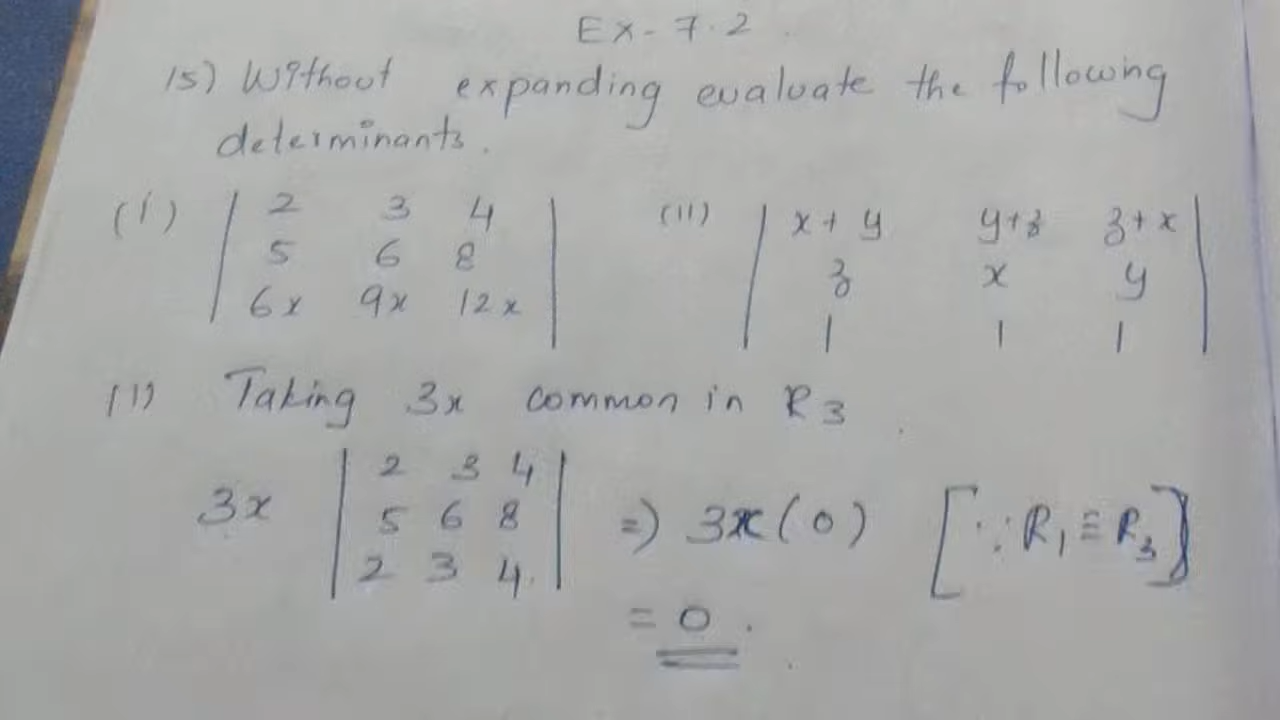 Ex-7.2.
15) Without expanding evaluate the following
determinants.
(i) | 2 3 4 | (ii) | x+y y+z z+x |
| 5 6 8 | | z x y |
| 6x 9x 12x | | 1 1 1 |
(i) Taking 3x common in R3.
3x | 2 3 4 |
| 5 6 8 | => 3x(0) [∵ R1 ≡ R3]
| 2 3 4. |
= 0.